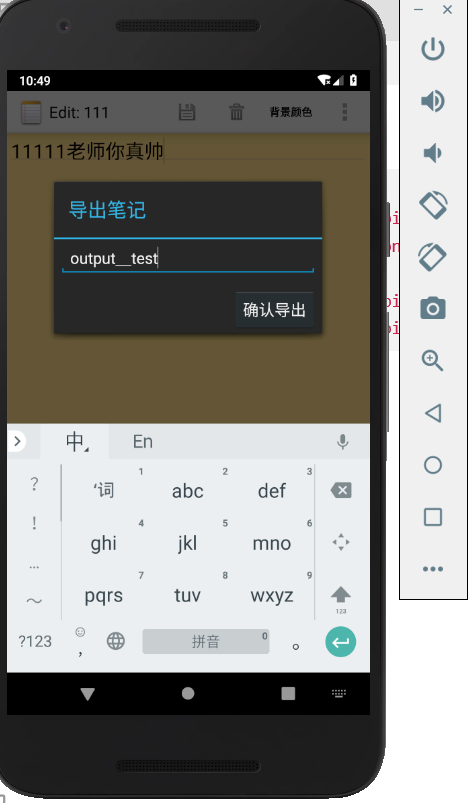 10:49
Edit: 111
背景颜色
11111老师你真帅
导出笔记
output__test
确认导出
中
En
?
'词 1
abc 2
def 3
!
ghi 4
jkl 5
mno 6
...
pqrs 7
tuv 8
wxyz 9
～
123
?123
,
拼音 0
。